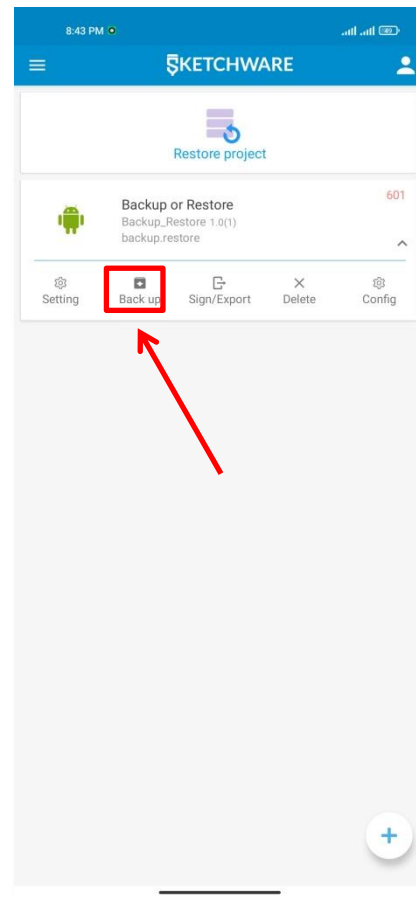 8:43 PM
SKETCHWARE
Restore project
601
Backup or Restore
Backup_Restore 1.0(1)
backup.restore
Setting Back up Sign/Export Delete Config